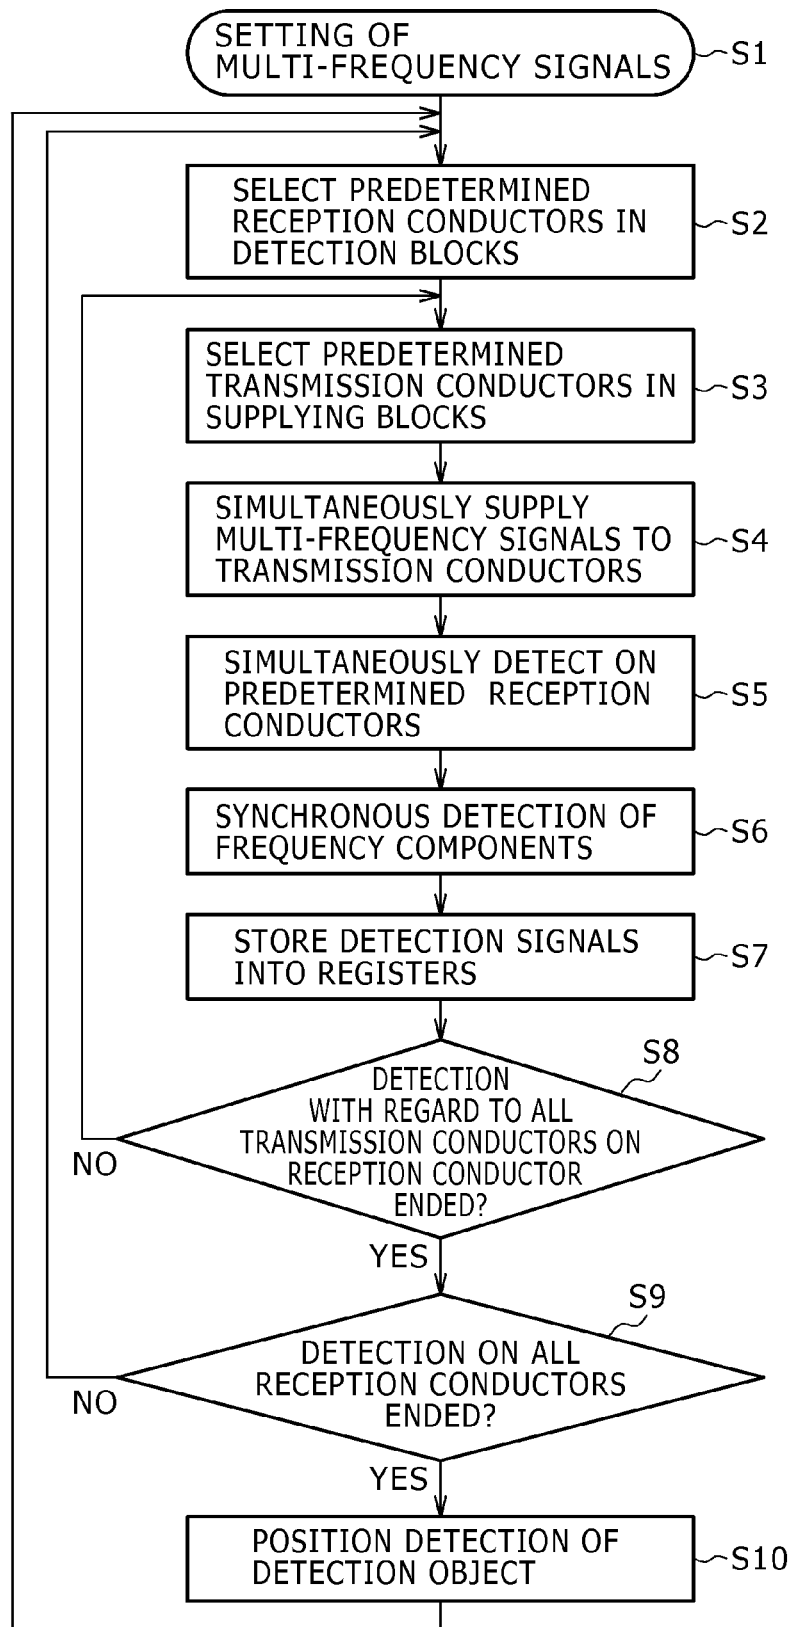 SETTING OF
MULTI-FREQUENCY SIGNALS
S1
SELECT PREDETERMINED
RECEPTION CONDUCTORS IN
DETECTION BLOCKS
S2
SELECT PREDETERMINED
TRANSMISSION CONDUCTORS IN
SUPPLYING BLOCKS
S3
SIMULTANEOUSLY SUPPLY
MULTI-FREQUENCY SIGNALS TO
TRANSMISSION CONDUCTORS
S4
SIMULTANEOUSLY DETECT ON
PREDETERMINED RECEPTION
CONDUCTORS
S5
SYNCHRONOUS DETECTION OF
FREQUENCY COMPONENTS
S6
STORE DETECTION SIGNALS
INTO REGISTERS
S7
S8
DETECTION
WITH REGARD TO ALL
TRANSMISSION CONDUCTORS ON
RECEPTION CONDUCTOR
ENDED?
NO
YES
S9
DETECTION ON ALL
RECEPTION CONDUCTORS
ENDED?
NO
YES
POSITION DETECTION OF
DETECTION OBJECT
S10